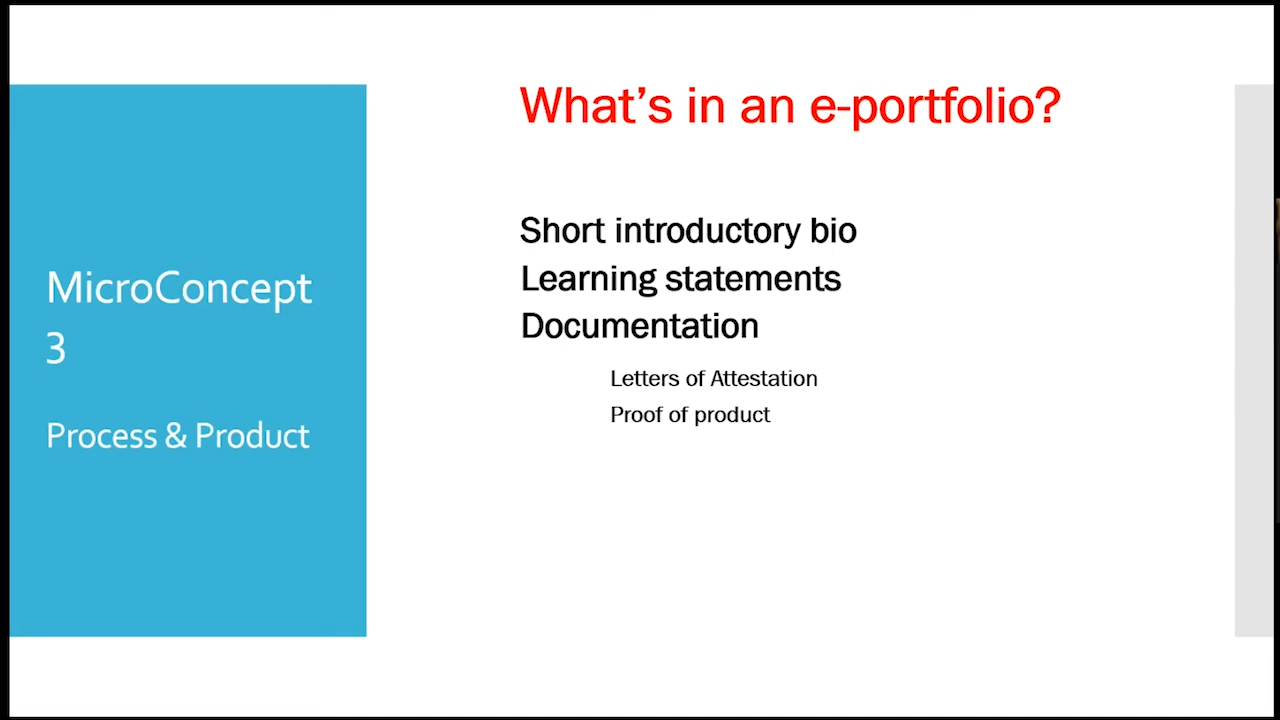 MicroConcept
3
Process & Product
What's in an e-portfolio?
Short introductory bio
Learning statements
Documentation
Letters of Attestation
Proof of product